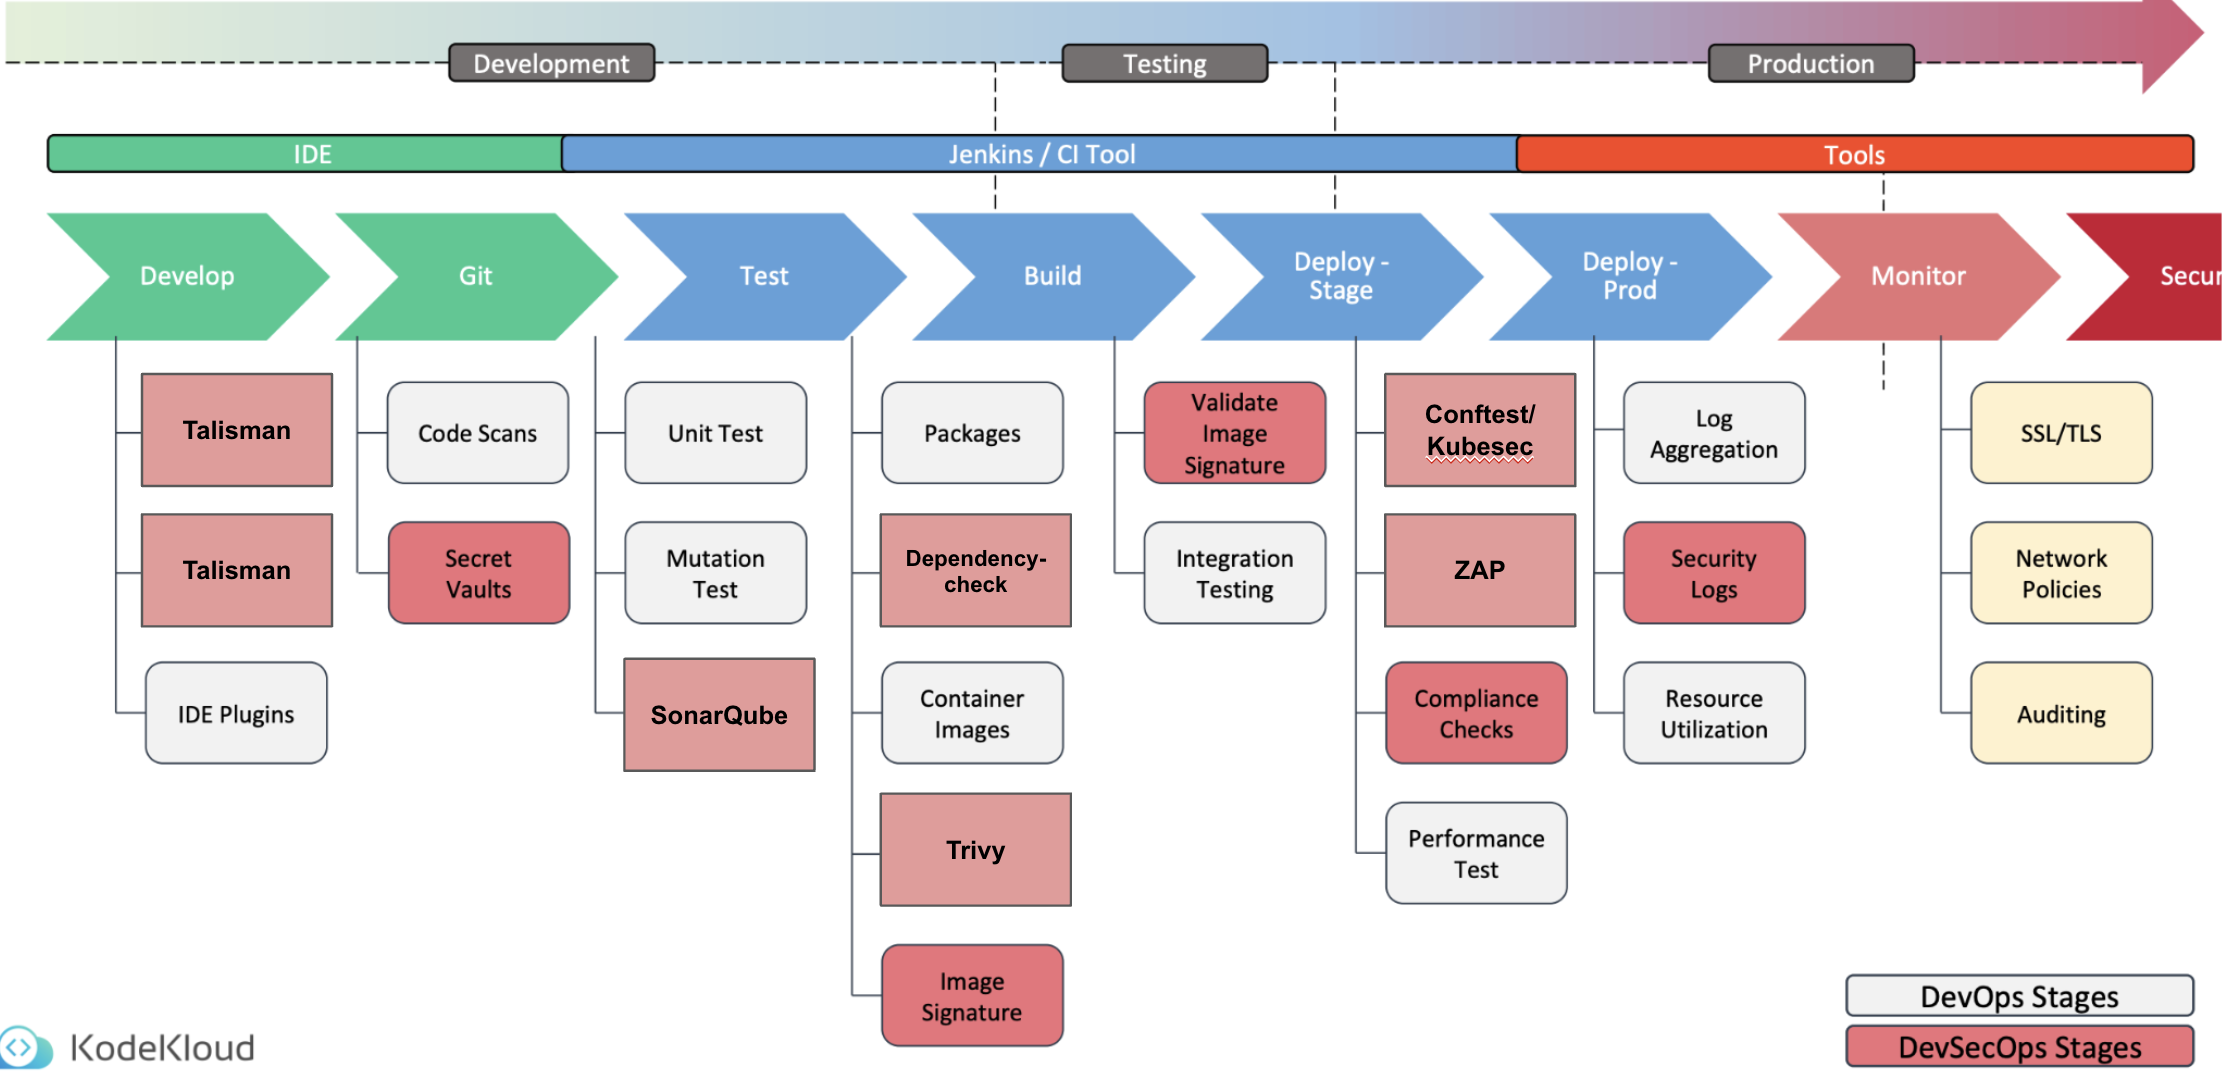 Development
Testing
Production
IDE
Jenkins / CI Tool
Tools
Develop
Git
Test
Build
Deploy -
Stage
Deploy -
Prod
Monitor
Secur
Talisman
Talisman
IDE Plugins
Code Scans
Secret
Vaults
Unit Test
Mutation
Test
SonarQube
Packages
Dependency-
check
Container
Images
Trivy
Image
Signature
Validate
Image
Signature
Integration
Testing
Conftest/
Kubesec
ZAP
Compliance
Checks
Performance
Test
Log
Aggregation
Security
Logs
Resource
Utilization
SSL/TLS
Network
Policies
Auditing
DevOps Stages
DevSecOps Stages
KodeKloud